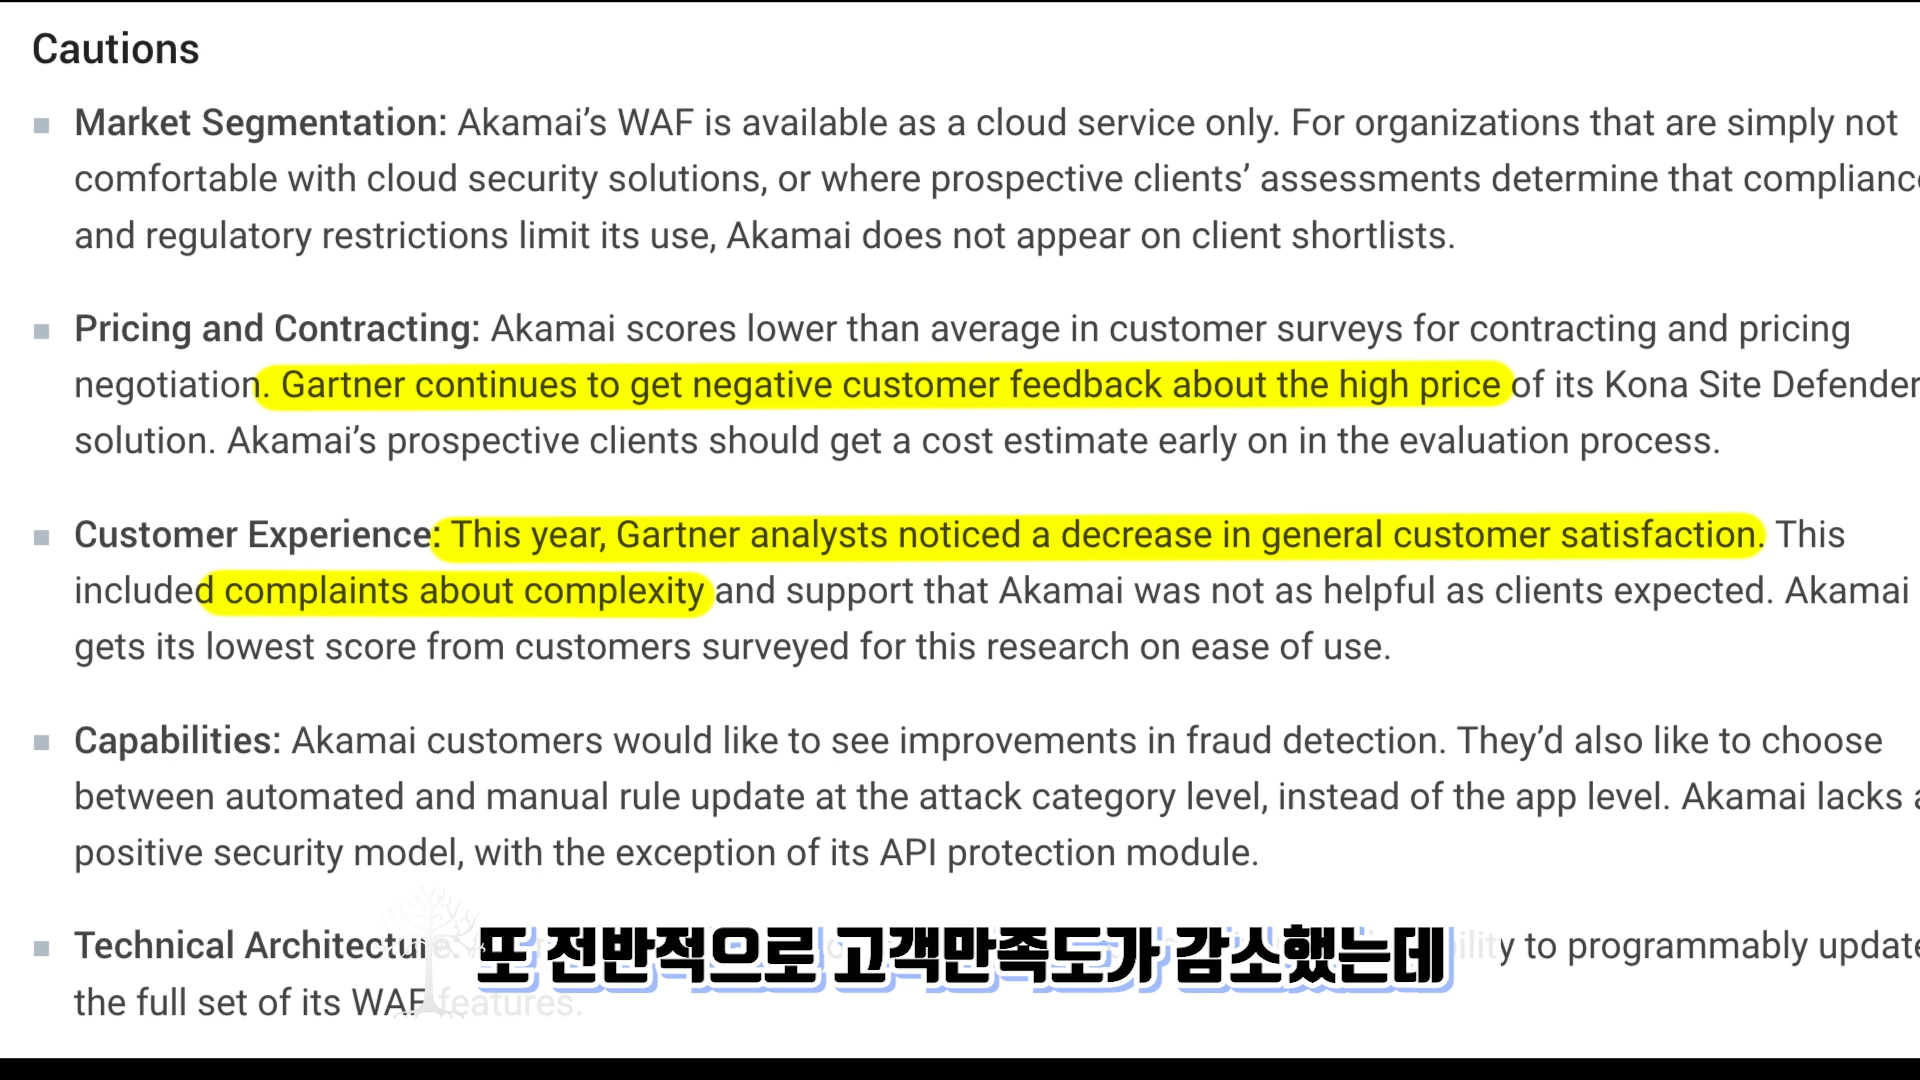 Cautions
Market Segmentation: Akamai’s WAF is available as a cloud service only. For organizations that are simply not
comfortable with cloud security solutions, or where prospective clients’ assessments determine that compliance
and regulatory restrictions limit its use, Akamai does not appear on client shortlists.
Pricing and Contracting: Akamai scores lower than average in customer surveys for contracting and pricing
negotiation. Gartner continues to get negative customer feedback about the high price of its Kona Site Defender
solution. Akamai’s prospective clients should get a cost estimate early on in the evaluation process.
Customer Experience: This year, Gartner analysts noticed a decrease in general customer satisfaction. This
included complaints about complexity and support that Akamai was not as helpful as clients expected. Akamai
gets its lowest score from customers surveyed for this research on ease of use.
Capabilities: Akamai customers would like to see improvements in fraud detection. They’d also like to choose
between automated and manual rule update at the attack category level, instead of the app level. Akamai lacks a
positive security model, with the exception of its API protection module.
Technical Architecture: to programmably update
또 전반적으로 고객만족도가 감소했는데
the full set of its WAF features.